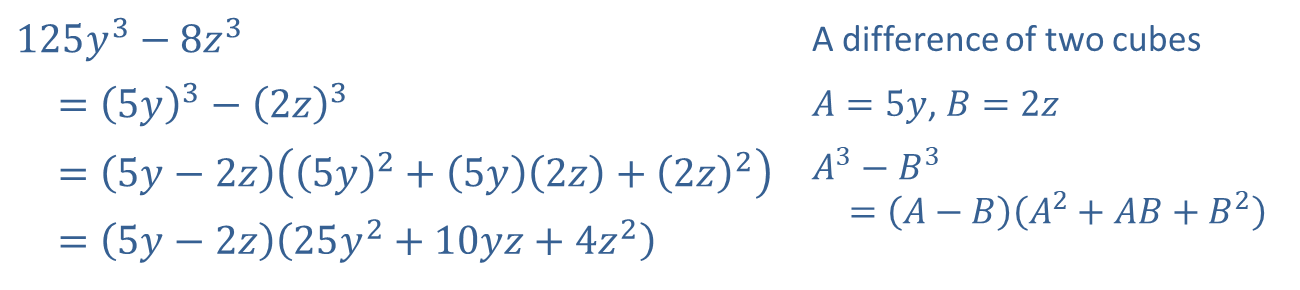 125y³ − 8z³
A difference of two cubes
= (5y)³ − (2z)³
A = 5y, B = 2z
= (5y − 2z)((5y)² + (5y)(2z) + (2z)²)
A³ − B³
= (A − B)(A² + AB + B²)
= (5y − 2z)(25y² + 10yz + 4z²)